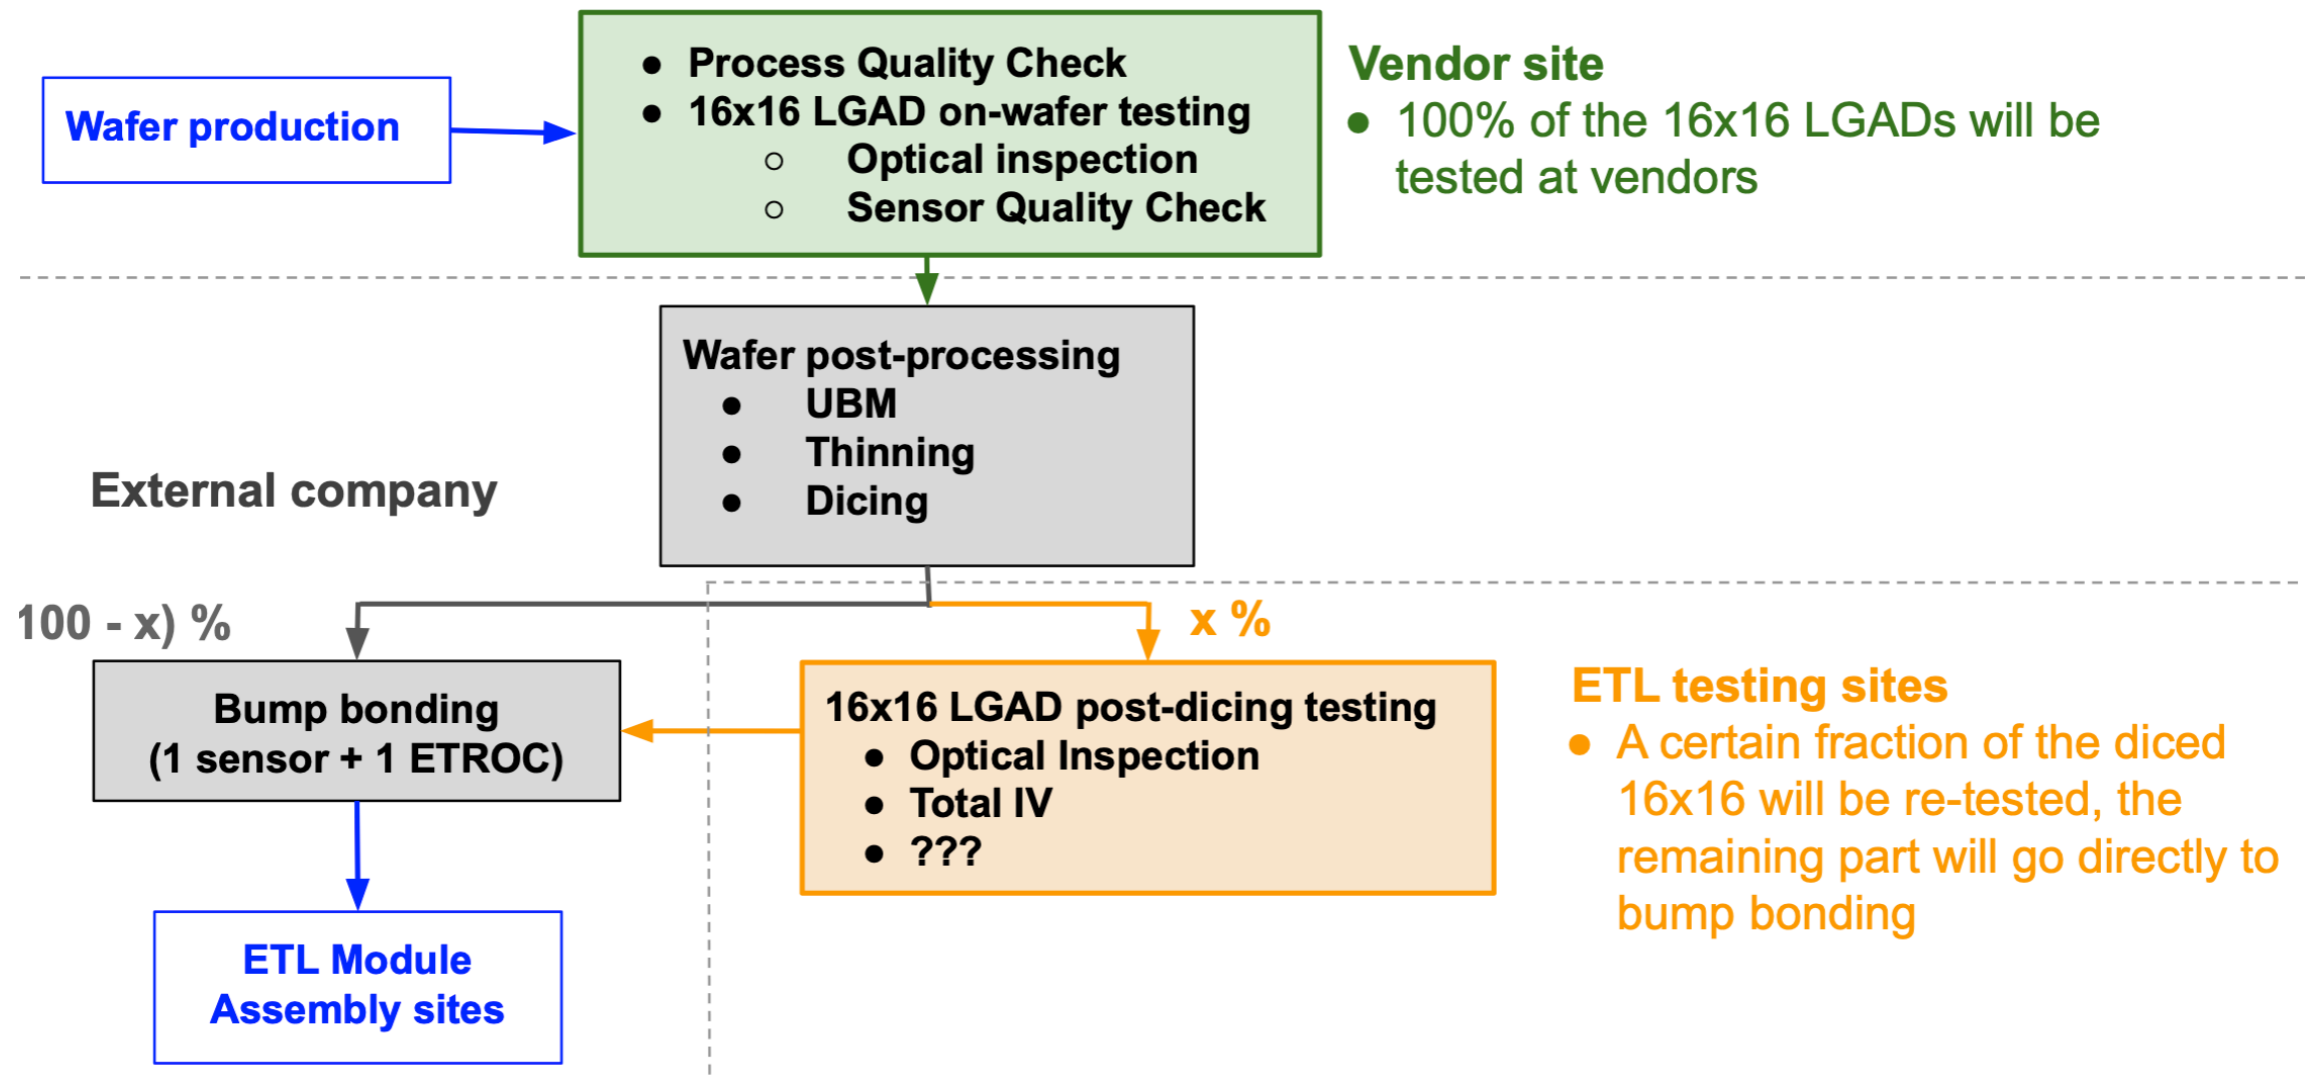 Wafer production
● Process Quality Check
● 16x16 LGAD on-wafer testing
○ Optical inspection
○ Sensor Quality Check
Vendor site
● 100% of the 16x16 LGADs will be
tested at vendors
Wafer post-processing
● UBM
● Thinning
● Dicing
External company
100 - x) %
x %
Bump bonding
(1 sensor + 1 ETROC)
16x16 LGAD post-dicing testing
● Optical Inspection
● Total IV
● ???
ETL testing sites
● A certain fraction of the diced
16x16 will be re-tested, the
remaining part will go directly to
bump bonding
ETL Module
Assembly sites